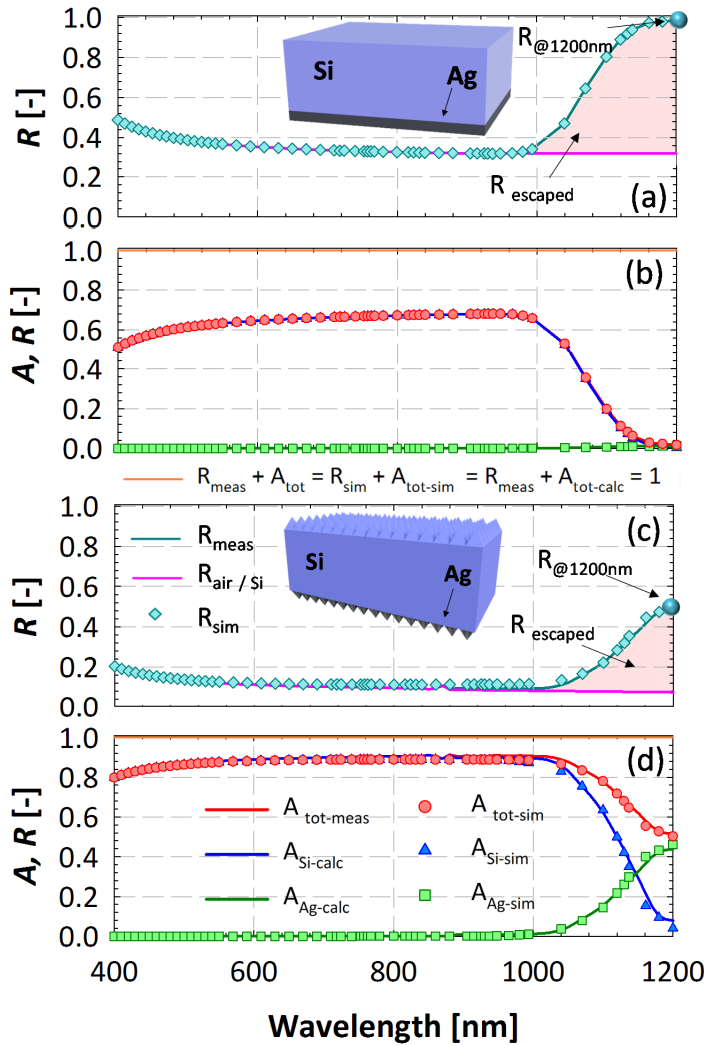 1.0
R@1200nm
0.8
Si
Ag
R [-]
0.6
0.4
0.2
R escaped
(a)
0.0
1.0
(b)
0.8
A, R [-]
0.6
0.4
0.2
0.0
Rmeas + Atot = Rsim + Atot-sim = Rmeas + Atot-calc = 1
1.0
(c)
Rmeas
0.8
Si
Ag
R@1200nm
R [-]
0.6
Rair / Si
0.4
Rsim
R escaped
0.2
0.0
1.0
(d)
0.8
A, R [-]
0.6
A tot-meas
A tot-sim
0.4
ASi-calc
ASi-sim
0.2
AAg-calc
AAg-sim
0.0
400 600 800 1000 1200
Wavelength [nm]